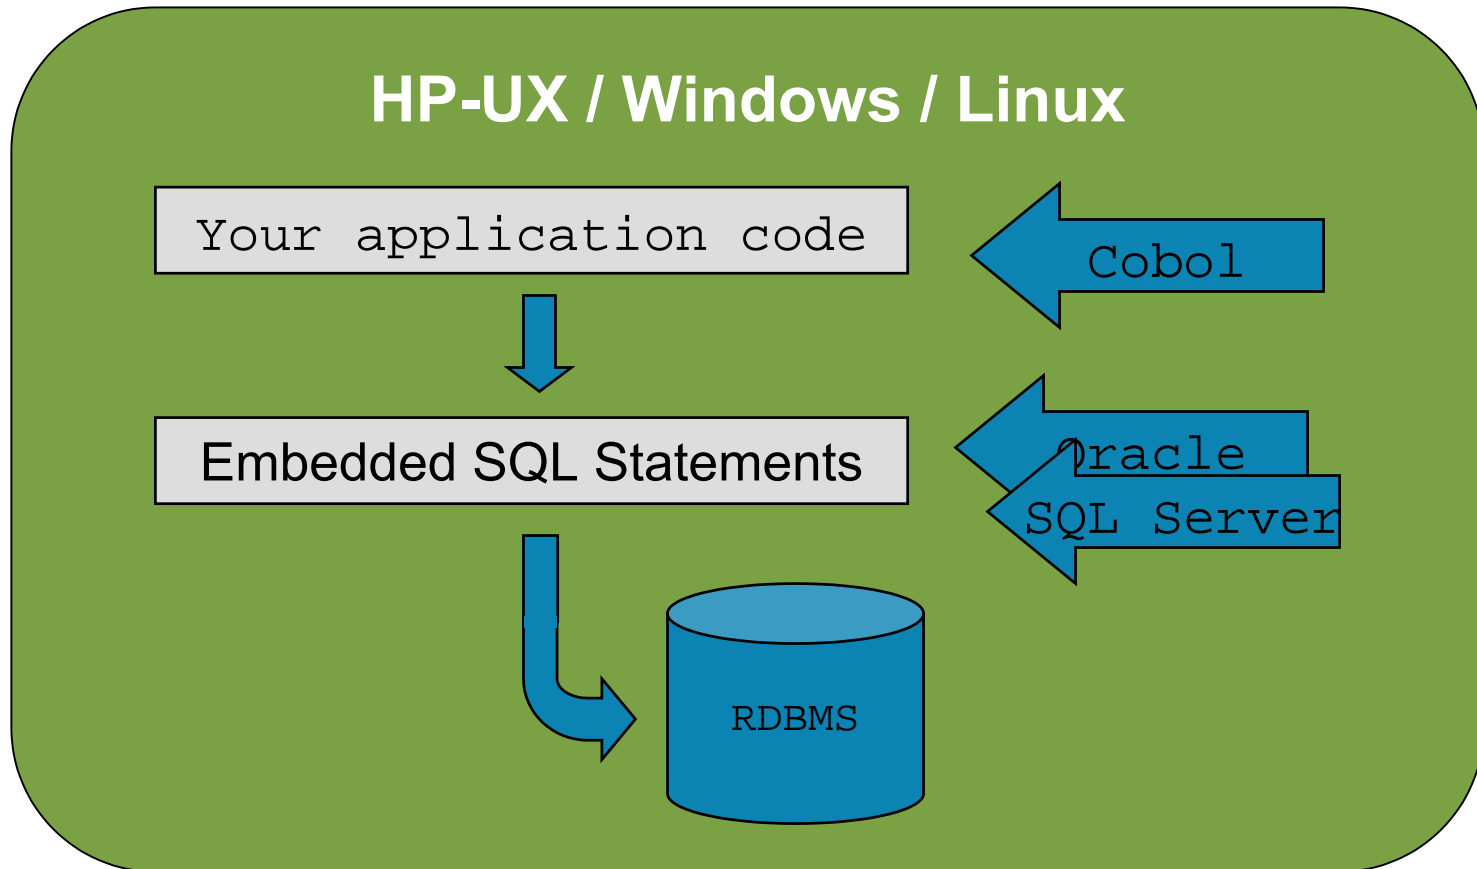 HP-UX / Windows / Linux
Your application code
Cobol
Embedded SQL Statements
Oracle
SQL Server
RDBMS